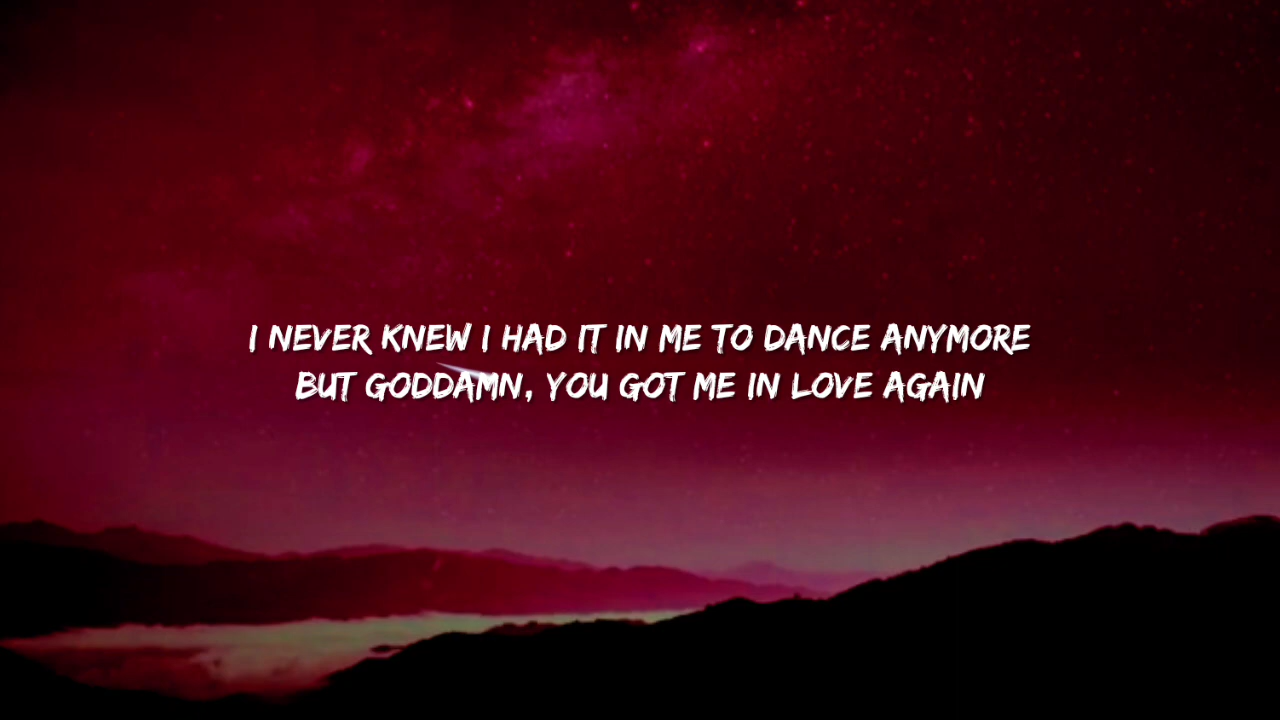 I NEVER KNEW I HAD IT IN ME TO DANCE ANYMORE
BUT GODDAMN, YOU GOT ME IN LOVE AGAIN